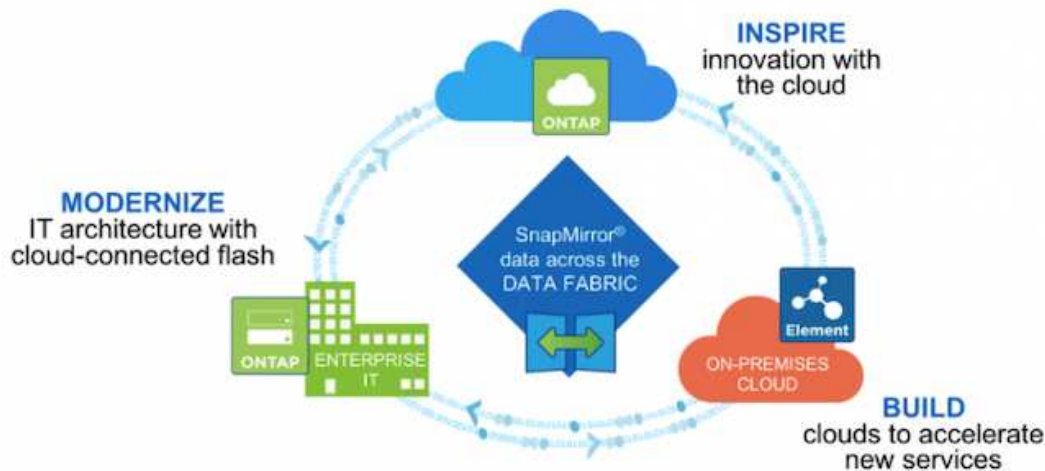 INSPIRE
innovation with
the cloud
ONTAP
MODERNIZE
IT architecture with
cloud-connected flash
SnapMirror®
data across the
DATA FABRIC
ONTAP
ENTERPRISE
IT
Element
ON-PREMISES
CLOUD
BUILD
clouds to accelerate
new services